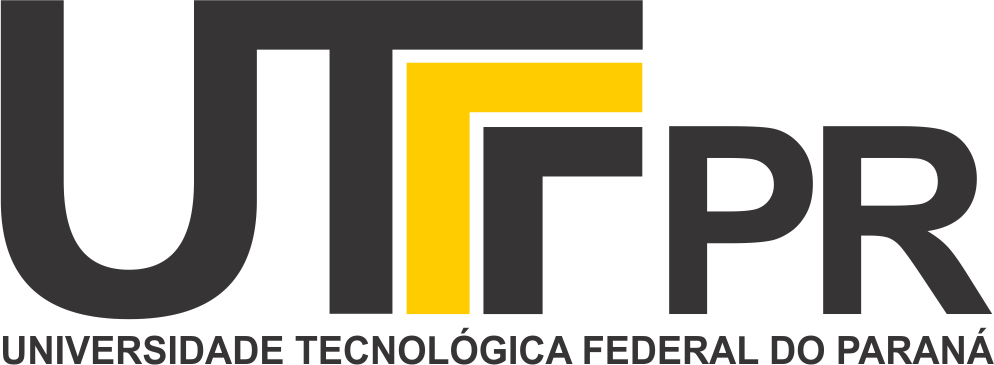 UTFPR
UNIVERSIDADE TECNOLÓGICA FEDERAL DO PARANÁ